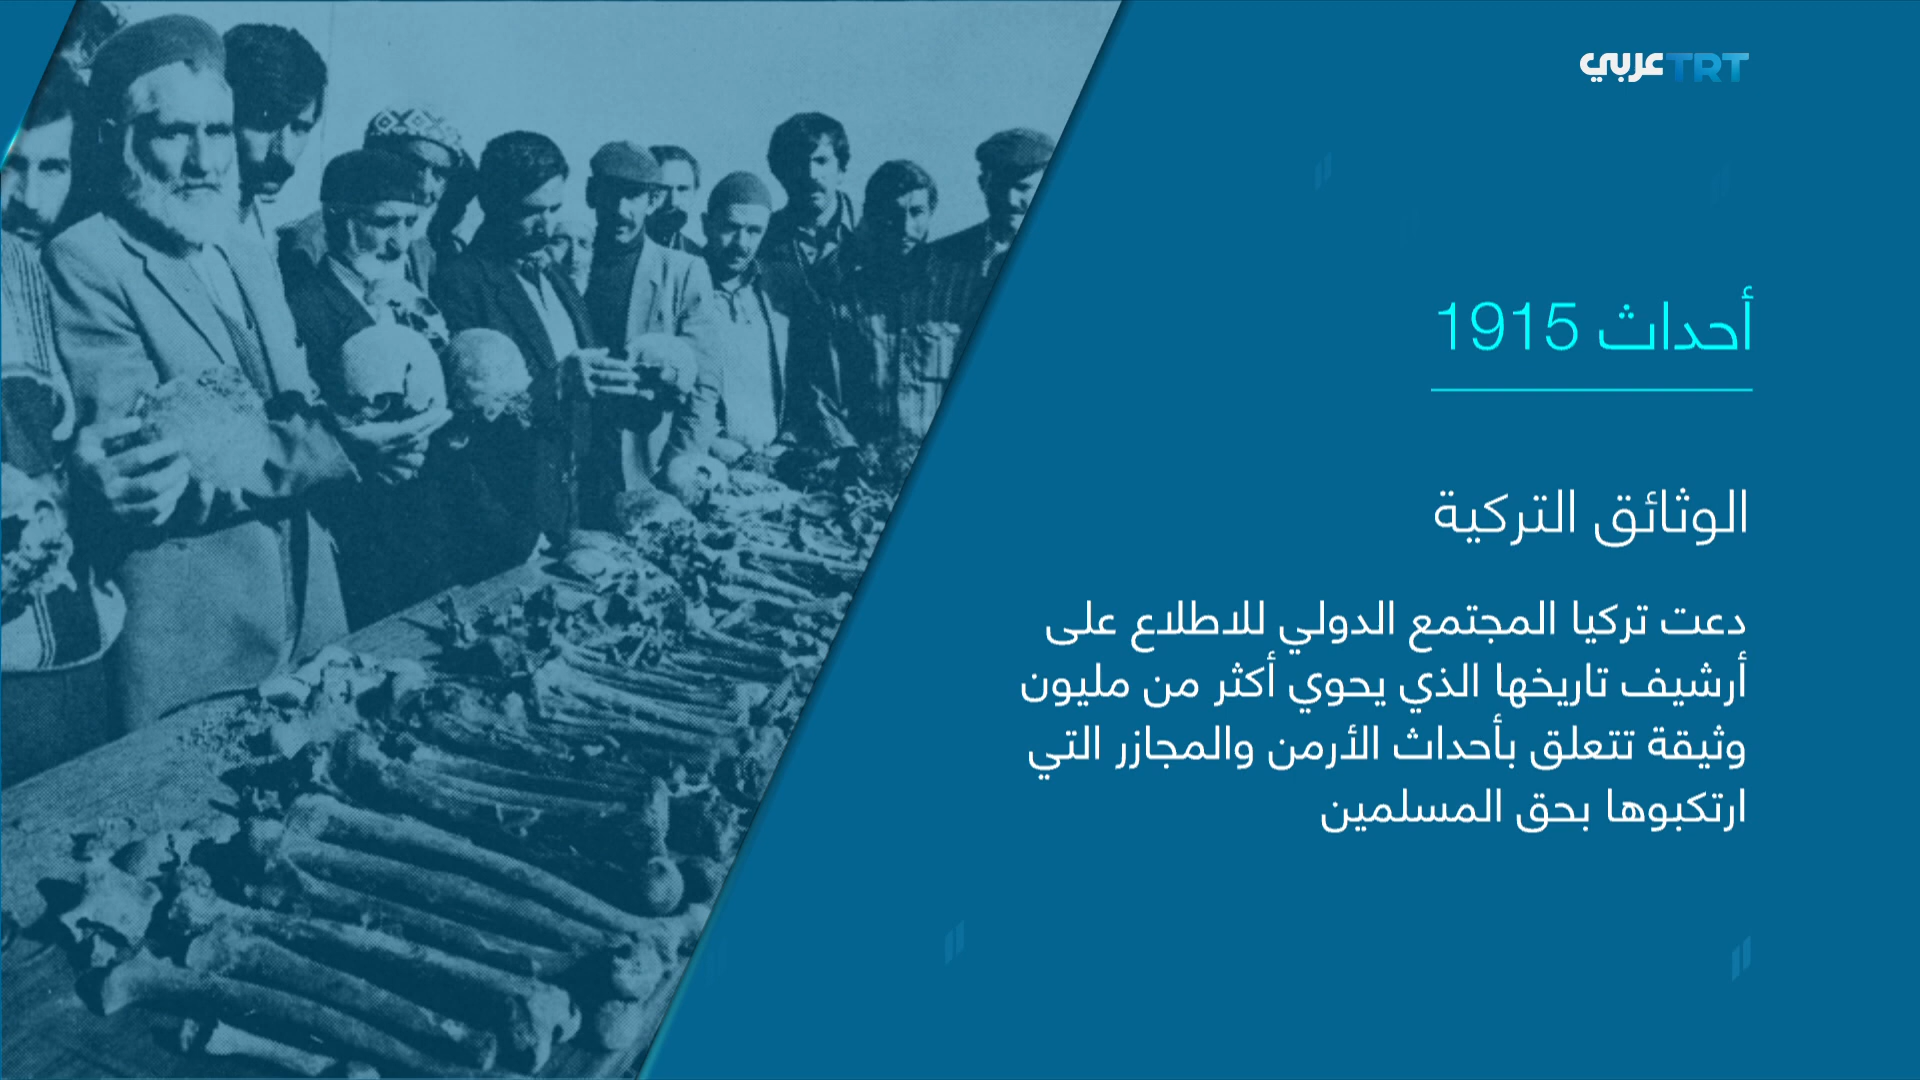 TRT عربي
أحداث 1915
الوثائق التركية
دعت تركيا المجتمع الدولي للاطلاع على
أرشيف تاريخها الذي يحوي أكثر من مليون
وثيقة تتعلق بأحداث الأرمن والمجازر التي
ارتكبوها بحق المسلمين